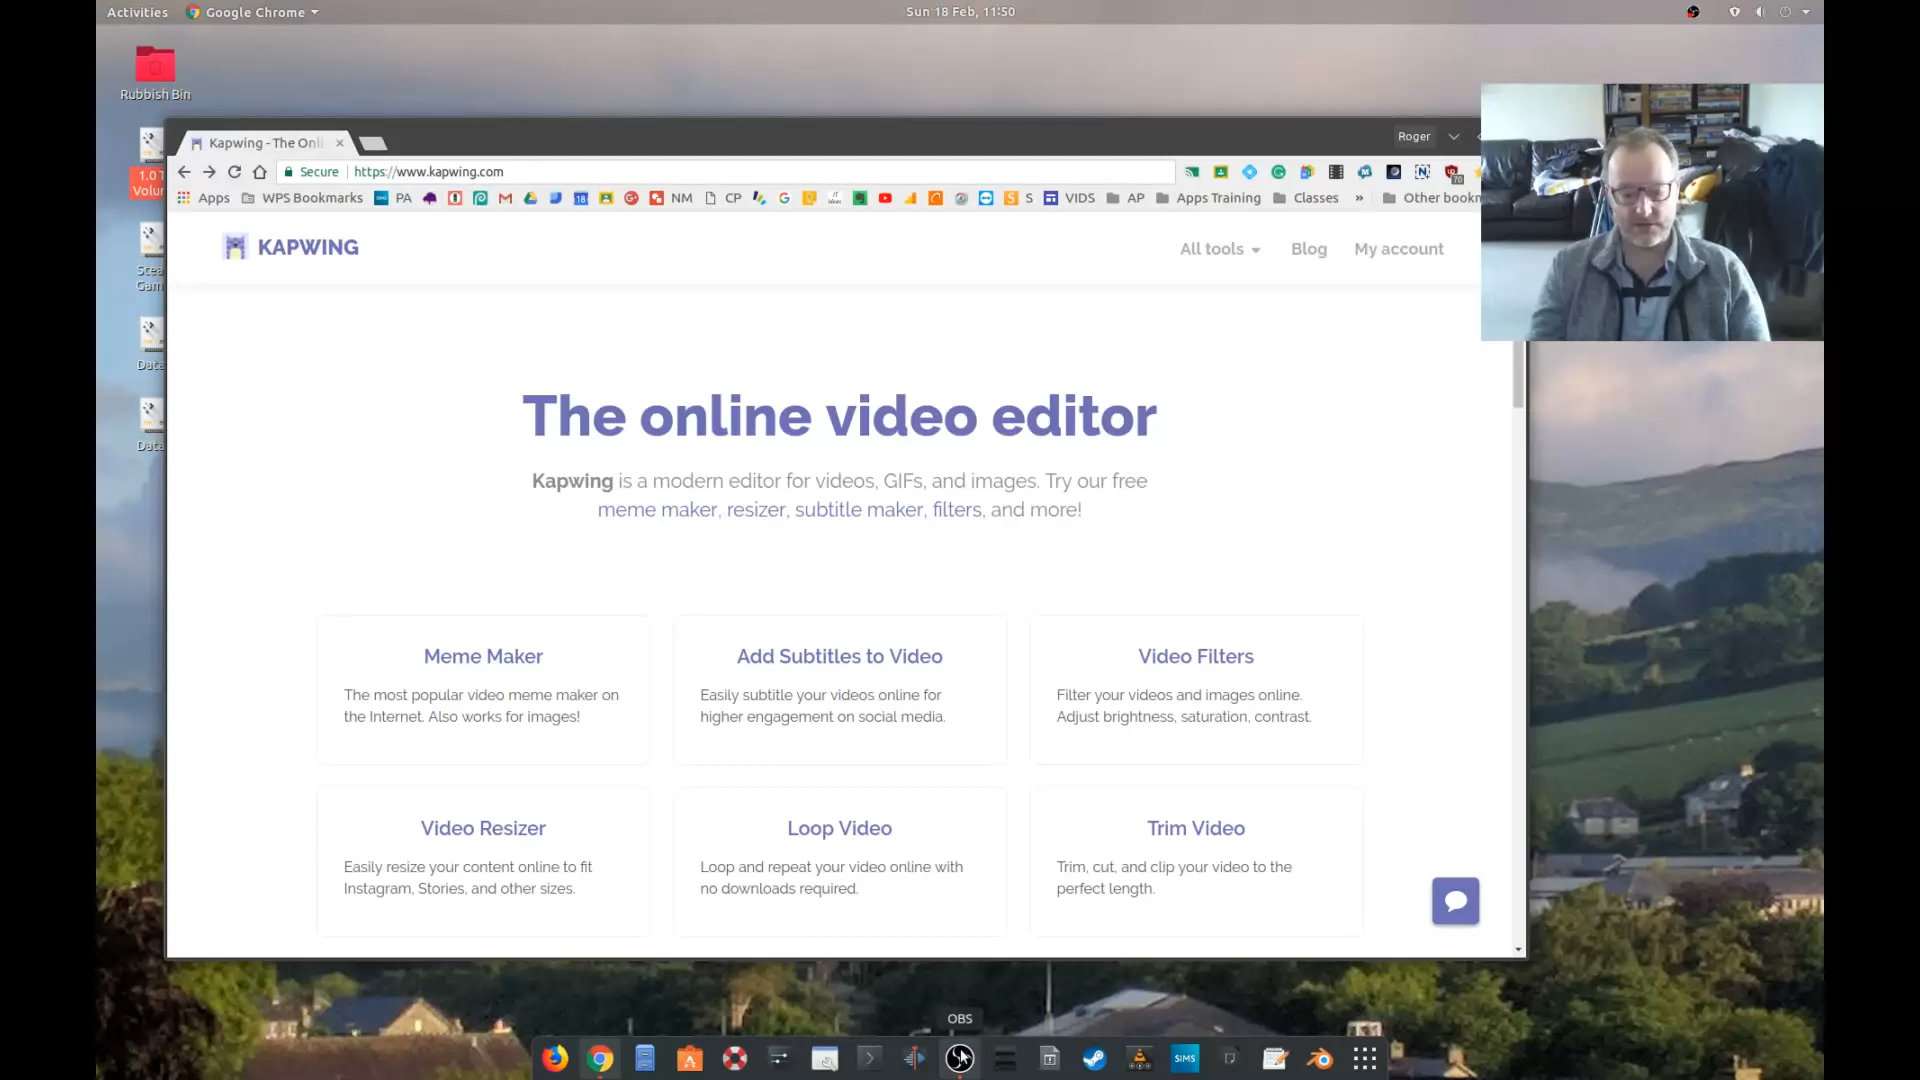 Activities
Google Chrome
Sun 18 Feb, 11:50
Rubbish Bin
Kapwing - The Onl
Roger
Secure
https://www.kapwing.com
Apps
WPS Bookmarks
PA
NM
CP
S
VIDS
AP
Apps Training
Classes
»
Other bookm
1.0 T
Volun
Stea
Gam
Data
Data
KAPWING
All tools
Blog
My account
The online video editor
Kapwing is a modern editor for videos, GIFs, and images. Try our free
meme maker, resizer, subtitle maker, filters, and more!
Meme Maker
The most popular video meme maker on
the Internet. Also works for images!
Add Subtitles to Video
Easily subtitle your videos online for
higher engagement on social media.
Video Filters
Filter your videos and images online.
Adjust brightness, saturation, contrast.
Video Resizer
Easily resize your content online to fit
Instagram, Stories, and other sizes.
Loop Video
Loop and repeat your video online with
no downloads required.
Trim Video
Trim, cut, and clip your video to the
perfect length.
OBS
SIMS